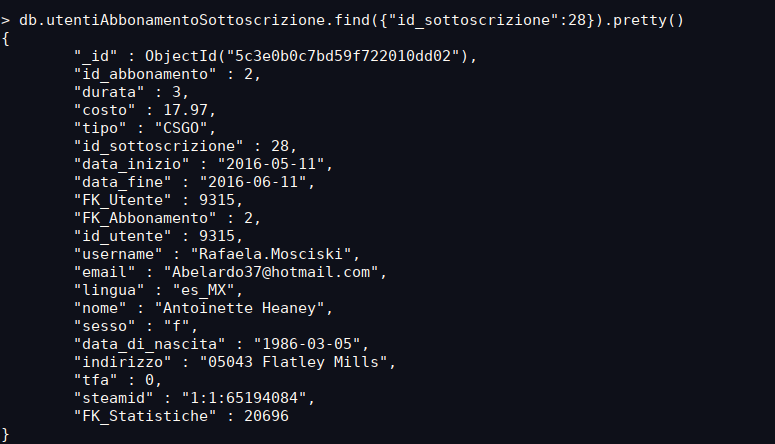 > db.utentiAbbonamentoSottoscrizione.find({"id_sottoscrizione":28}).pretty()
{
"_id" : ObjectId("5c3e0b0c7bd59f722010dd02"),
"id_abbonamento" : 2,
"durata" : 3,
"costo" : 17.97,
"tipo" : "CSGO",
"id_sottoscrizione" : 28,
"data_inizio" : "2016-05-11",
"data_fine" : "2016-06-11",
"FK_Utente" : 9315,
"FK_Abbonamento" : 2,
"id_utente" : 9315,
"username" : "Rafaela.Mosciski",
"email" : "Abelardo37@hotmail.com",
"lingua" : "es_MX",
"nome" : "Antoinette Heaney",
"sesso" : "f",
"data_di_nascita" : "1986-03-05",
"indirizzo" : "05043 Flatley Mills",
"tfa" : 0,
"steamid" : "1:1:65194084",
"FK_Statistiche" : 20696
}